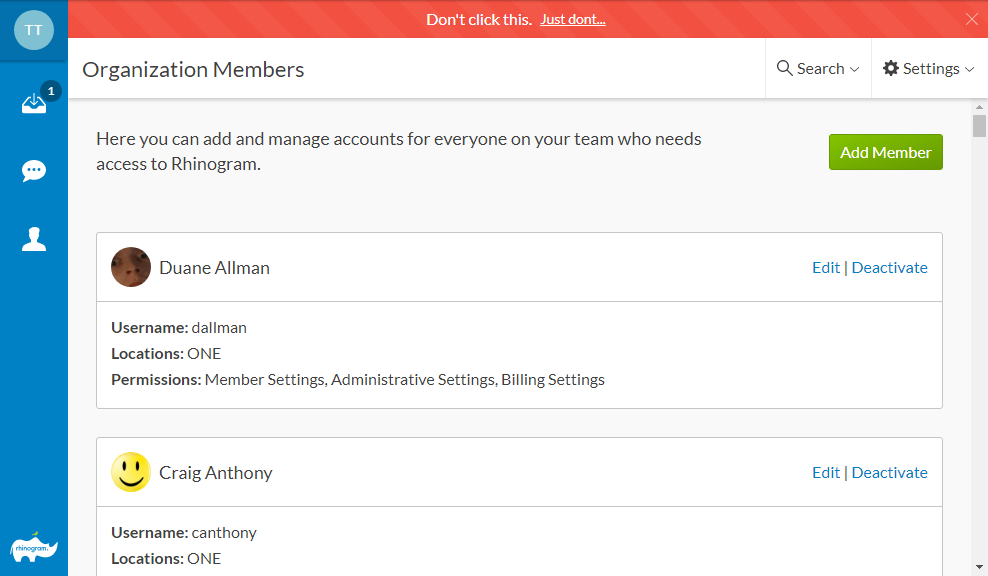 TT
Don't click this. Just dont...
1
Organization Members
Search
Settings
Here you can add and manage accounts for everyone on your team who needs
access to Rhinogram.
Add Member
Duane Allman
Edit | Deactivate
Username: dallman
Locations: ONE
Permissions: Member Settings, Administrative Settings, Billing Settings
Craig Anthony
Edit | Deactivate
Username: canthony
Locations: ONE
rhinogram